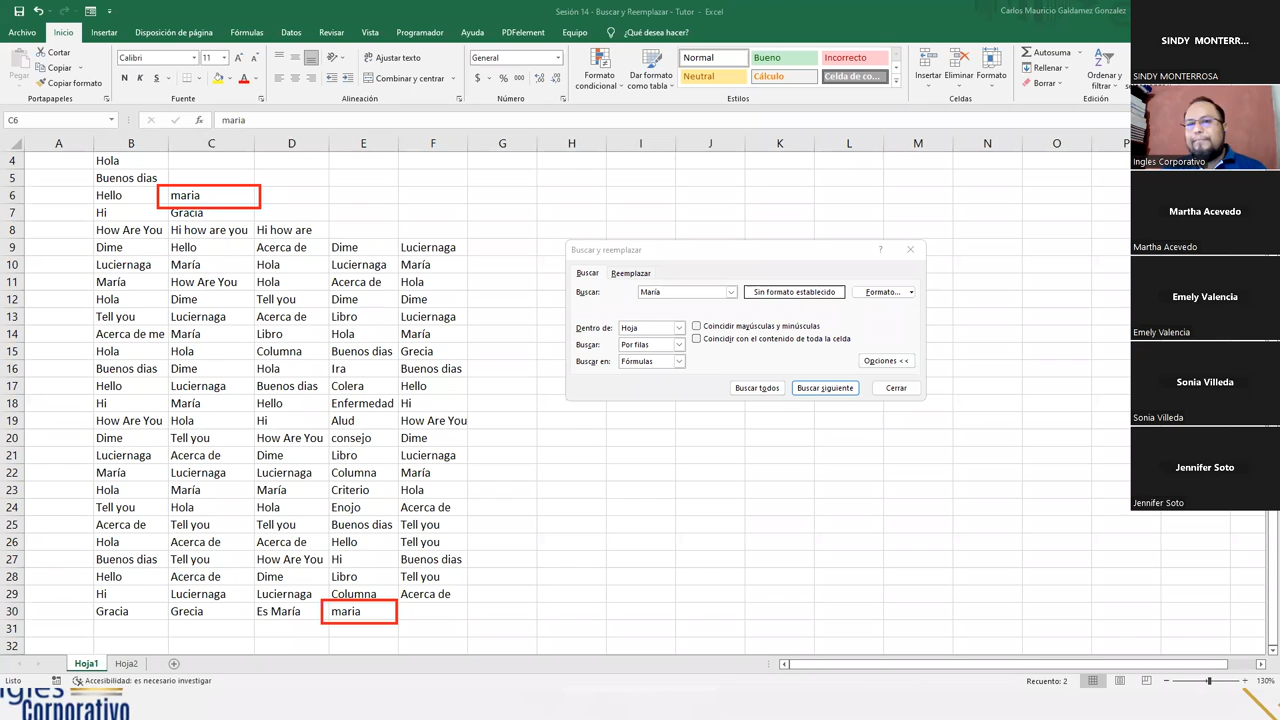 Sesión 14 - Buscar y Reemplazar - Tutor - Excel
Carlos Mauricio Galdamez Gonzalez
Archivo Inicio Insertar Disposición de página Fórmulas Datos Revisar Vista Programador Ayuda PDFelement Equipo ¿Qué desea hacer?
Pegar Cortar Copiar Copiar formato
Portapapeles
Calibri 11
N K S
Fuente
Ajustar texto
Combinar y centrar
Alineación
General
$ % 000
Número
Formato condicional
Dar formato como tabla
Normal Bueno Incorrecto
Neutral Cálculo Celda de co...
Estilos
Insertar Eliminar Formato
Celdas
Autosuma
Rellenar
Borrar
Ordenar y filtrar
Edición
C6 fx maria
A B C D E F G H I J K L M N O P
4 Hola
5 Buenos dias
6 Hello maria
7 Hi Gracia
8 How Are You Hi how are you Hi how are
9 Dime Hello Acerca de Dime Luciernaga
10 Luciernaga María Hola Luciernaga María
11 María How Are You Hola Acerca de Hola
12 Hola Dime Tell you Dime Dime
13 Tell you Luciernaga Acerca de Libro Luciernaga
14 Acerca de me María Libro Hola María
15 Hola Hola Columna Buenos dias Grecia
16 Buenos dias Dime Hola Ira Buenos dias
17 Hello Luciernaga Buenos dias Colera Hello
18 Hi María Hello Enfermedad Hi
19 How Are You Hola Hi Alud How Are You
20 Dime Tell you How Are You consejo Dime
21 Luciernaga Acerca de Dime Libro Luciernaga
22 María Luciernaga Luciernaga Columna María
23 Hola María María Criterio Hola
24 Tell you Hola Hola Enojo Acerca de
25 Acerca de Tell you Tell you Buenos dias Tell you
26 Hola Acerca de Acerca de Hello Tell you
27 Buenos dias Tell you How Are You Hi Buenos dias
28 Hello Acerca de Dime Libro Tell you
29 Hi Luciernaga Luciernaga Columna Acerca de
30 Gracia Grecia Es María maria
31
32
Buscar y reemplazar ?
Buscar Reemplazar
Buscar: María Sin formato establecido Formato...
Dentro de: Hoja Coincidir mayúsculas y minúsculas
Buscar: Por filas Coincidir con el contenido de toda la celda
Buscar en: Fórmulas Opciones <<
Buscar todos Buscar siguiente Cerrar
SINDY MONTERR...
SINDY MONTERROSA
Ingles Corporativo
Martha Acevedo
Martha Acevedo
Emely Valencia
Emely Valencia
Sonia Villeda
Sonia Villeda
Jennifer Soto
Jennifer Soto
Hoja1 Hoja2
Listo Accesibilidad: es necesario investigar Recuento: 2 130%
Ingles
Corporativo